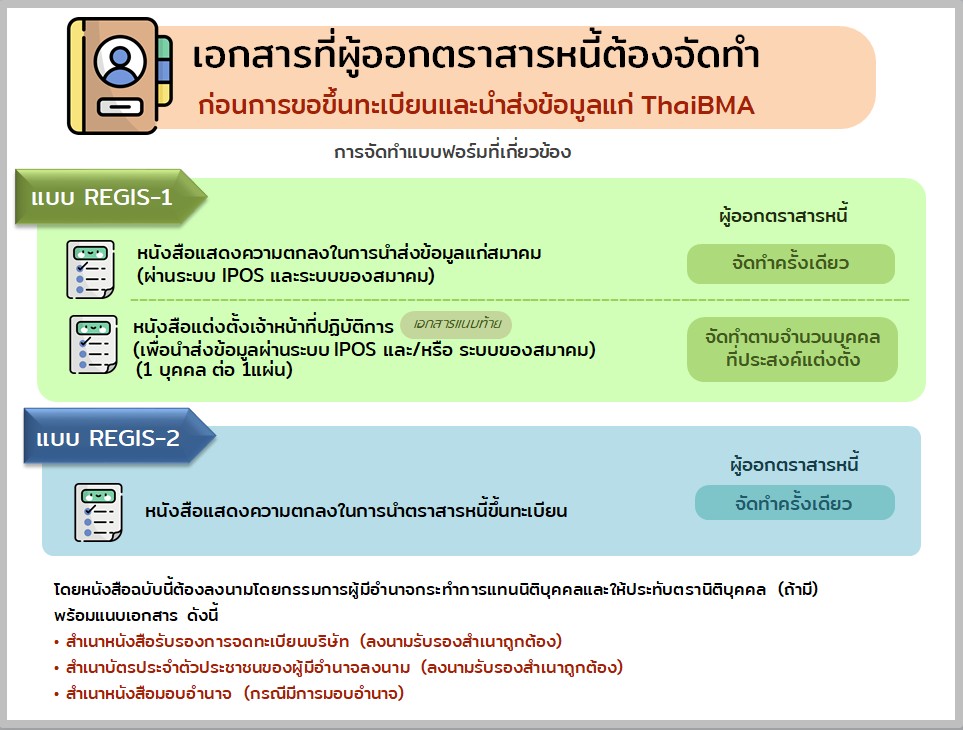 เอกสารที่ผู้ออกตราสารหนี้ต้องจัดทำ
ก่อนการขอขึ้นทะเบียนและนำส่งข้อมูลแก่ ThaiBMA
การจัดทำแบบฟอร์มที่เกี่ยวข้อง
แบบ REGIS-1
ผู้ออกตราสารหนี้
หนังสือแสดงความตกลงในการนำส่งข้อมูลแก่สมาคม
(ผ่านระบบ IPOS และระบบของสมาคม)
จัดทำครั้งเดียว
หนังสือแต่งตั้งเจ้าหน้าที่ปฏิบัติการ เอกสารแนบท้าย
(เพื่อนำส่งข้อมูลผ่านระบบ IPOS และ/หรือ ระบบของสมาคม)
(1 บุคคล ต่อ 1แผ่น)
จัดทำตามจำนวนบุคคล
ที่ประสงค์แต่งตั้ง
แบบ REGIS-2
ผู้ออกตราสารหนี้
หนังสือแสดงความตกลงในการนำตราสารหนี้ขึ้นทะเบียน
จัดทำครั้งเดียว
โดยหนังสือฉบับนี้ต้องลงนามโดยกรรมการผู้มีอำนาจกระทำการแทนนิติบุคคลและให้ประทับตรานิติบุคคล (ถ้ามี)
พร้อมแนบเอกสาร ดังนี้
• สำเนาหนังสือรับรองการจดทะเบียนบริษัท (ลงนามรับรองสำเนาถูกต้อง)
• สำเนาบัตรประจำตัวประชาชนของผู้มีอำนาจลงนาม (ลงนามรับรองสำเนาถูกต้อง)
• สำเนาหนังสือมอบอำนาจ (กรณีมีการมอบอำนาจ)